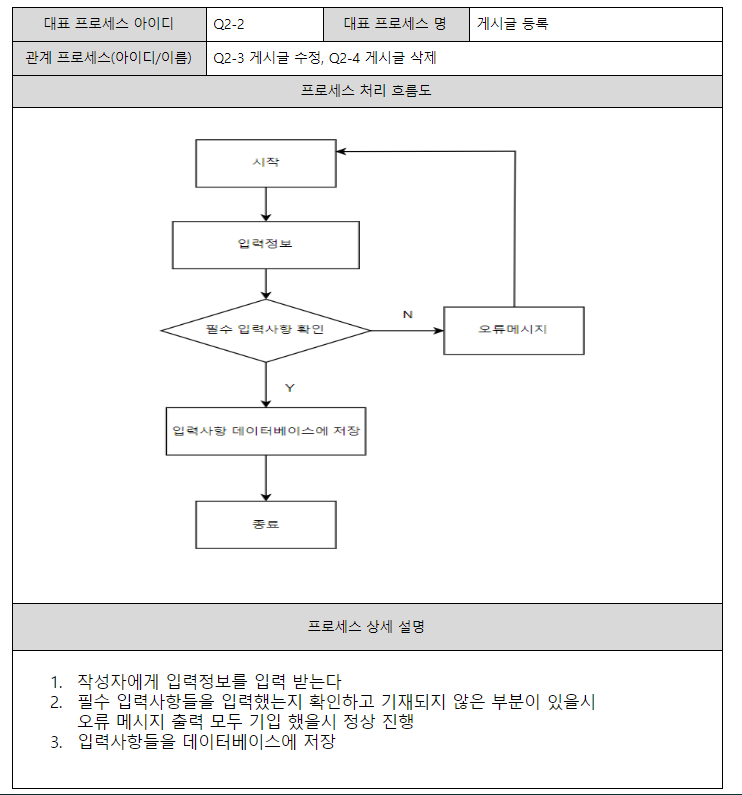 대표 프로세스 아이디 Q2-2 대표 프로세스 명 게시글 등록
관계 프로세스(아이디/이름) Q2-3 게시글 수정, Q2-4 게시글 삭제
프로세스 처리 흐름도
시작
입력정보
필수 입력사항 확인
N
오류메시지
Y
입력사항 데이터베이스에 저장
종료
프로세스 상세 설명
1. 작성자에게 입력정보를 입력 받는다
2. 필수 입력사항들을 입력했는지 확인하고 기재되지 않은 부분이 있을시
오류 메시지 출력 모두 기입 했을시 정상 진행
3. 입력사항들을 데이터베이스에 저장